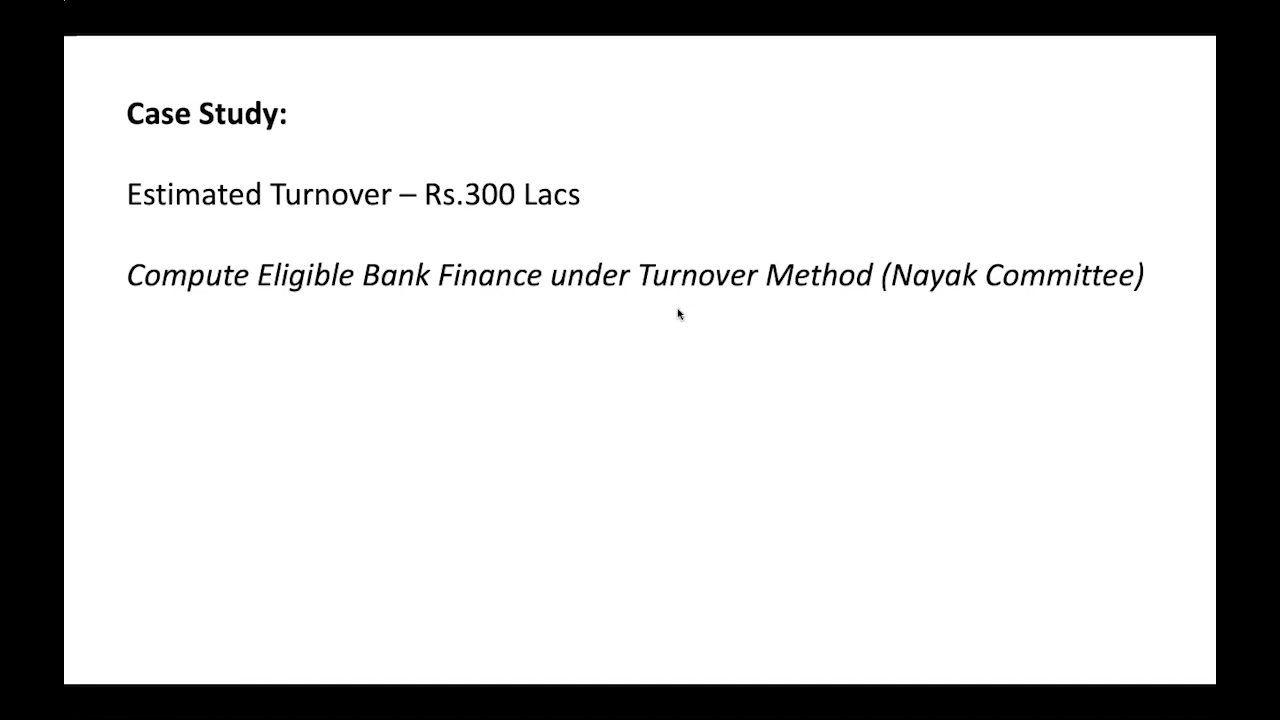 Case Study:
Estimated Turnover – Rs.300 Lacs
Compute Eligible Bank Finance under Turnover Method (Nayak Committee)